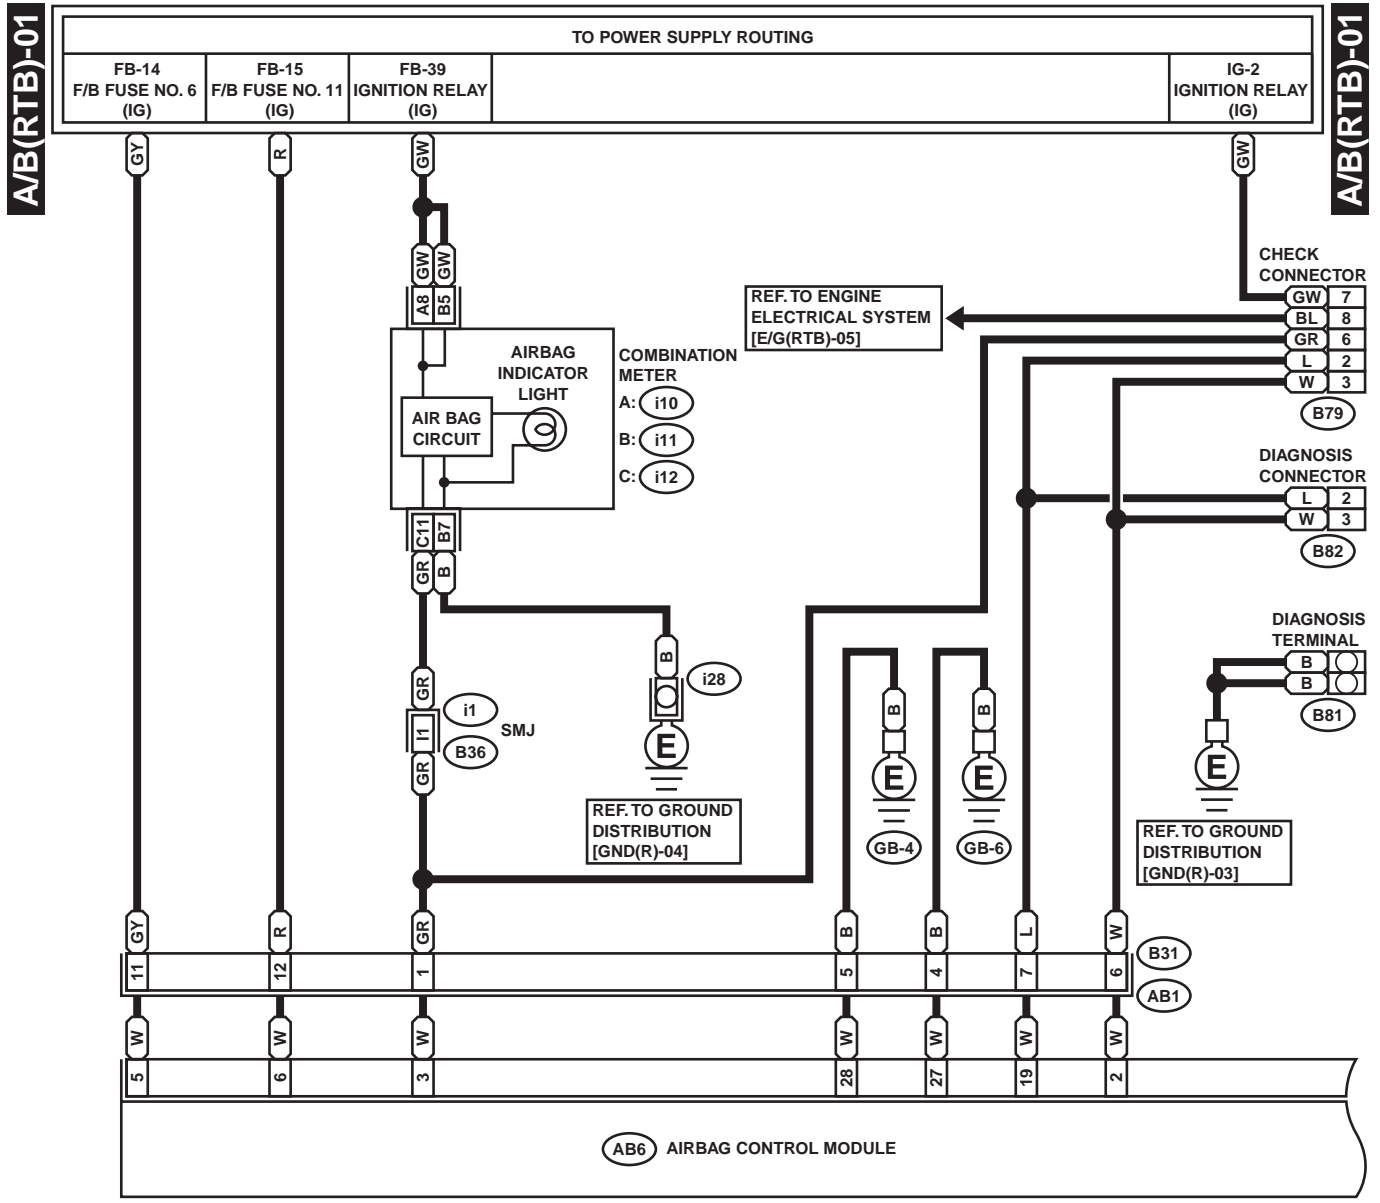 A/B(RTB)-01
A/B(RTB)-01
TO POWER SUPPLY ROUTING
FB-14
F/B FUSE NO. 6
(IG)
FB-15
F/B FUSE NO. 11
(IG)
FB-39
IGNITION RELAY
(IG)
IG-2
IGNITION RELAY
(IG)
GY
R
GW
GW
GW
GW
A8
B5
AIRBAG
INDICATOR
LIGHT
AIR BAG
CIRCUIT
COMBINATION
METER
A: i10
B: i11
C: i12
REF. TO ENGINE
ELECTRICAL SYSTEM
[E/G(RTB)-05]
CHECK
CONNECTOR
GW 7
BL 8
GR 6
L 2
W 3
B79
DIAGNOSIS
CONNECTOR
L 2
W 3
B82
C11
B7
GR
B
DIAGNOSIS
TERMINAL
B
B
B81
B
i28
E
GR
I1
GR
i1
B36
SMJ
B
E
GB-4
B
E
GB-6
E
REF. TO GROUND
DISTRIBUTION
[GND(R)-04]
REF. TO GROUND
DISTRIBUTION
[GND(R)-03]
GY
R
GR
B
B
L
W
11
12
1
5
4
7
6
B31
AB1
W
W
W
W
W
W
W
5
6
3
28
27
19
2
AB6 AIRBAG CONTROL MODULE